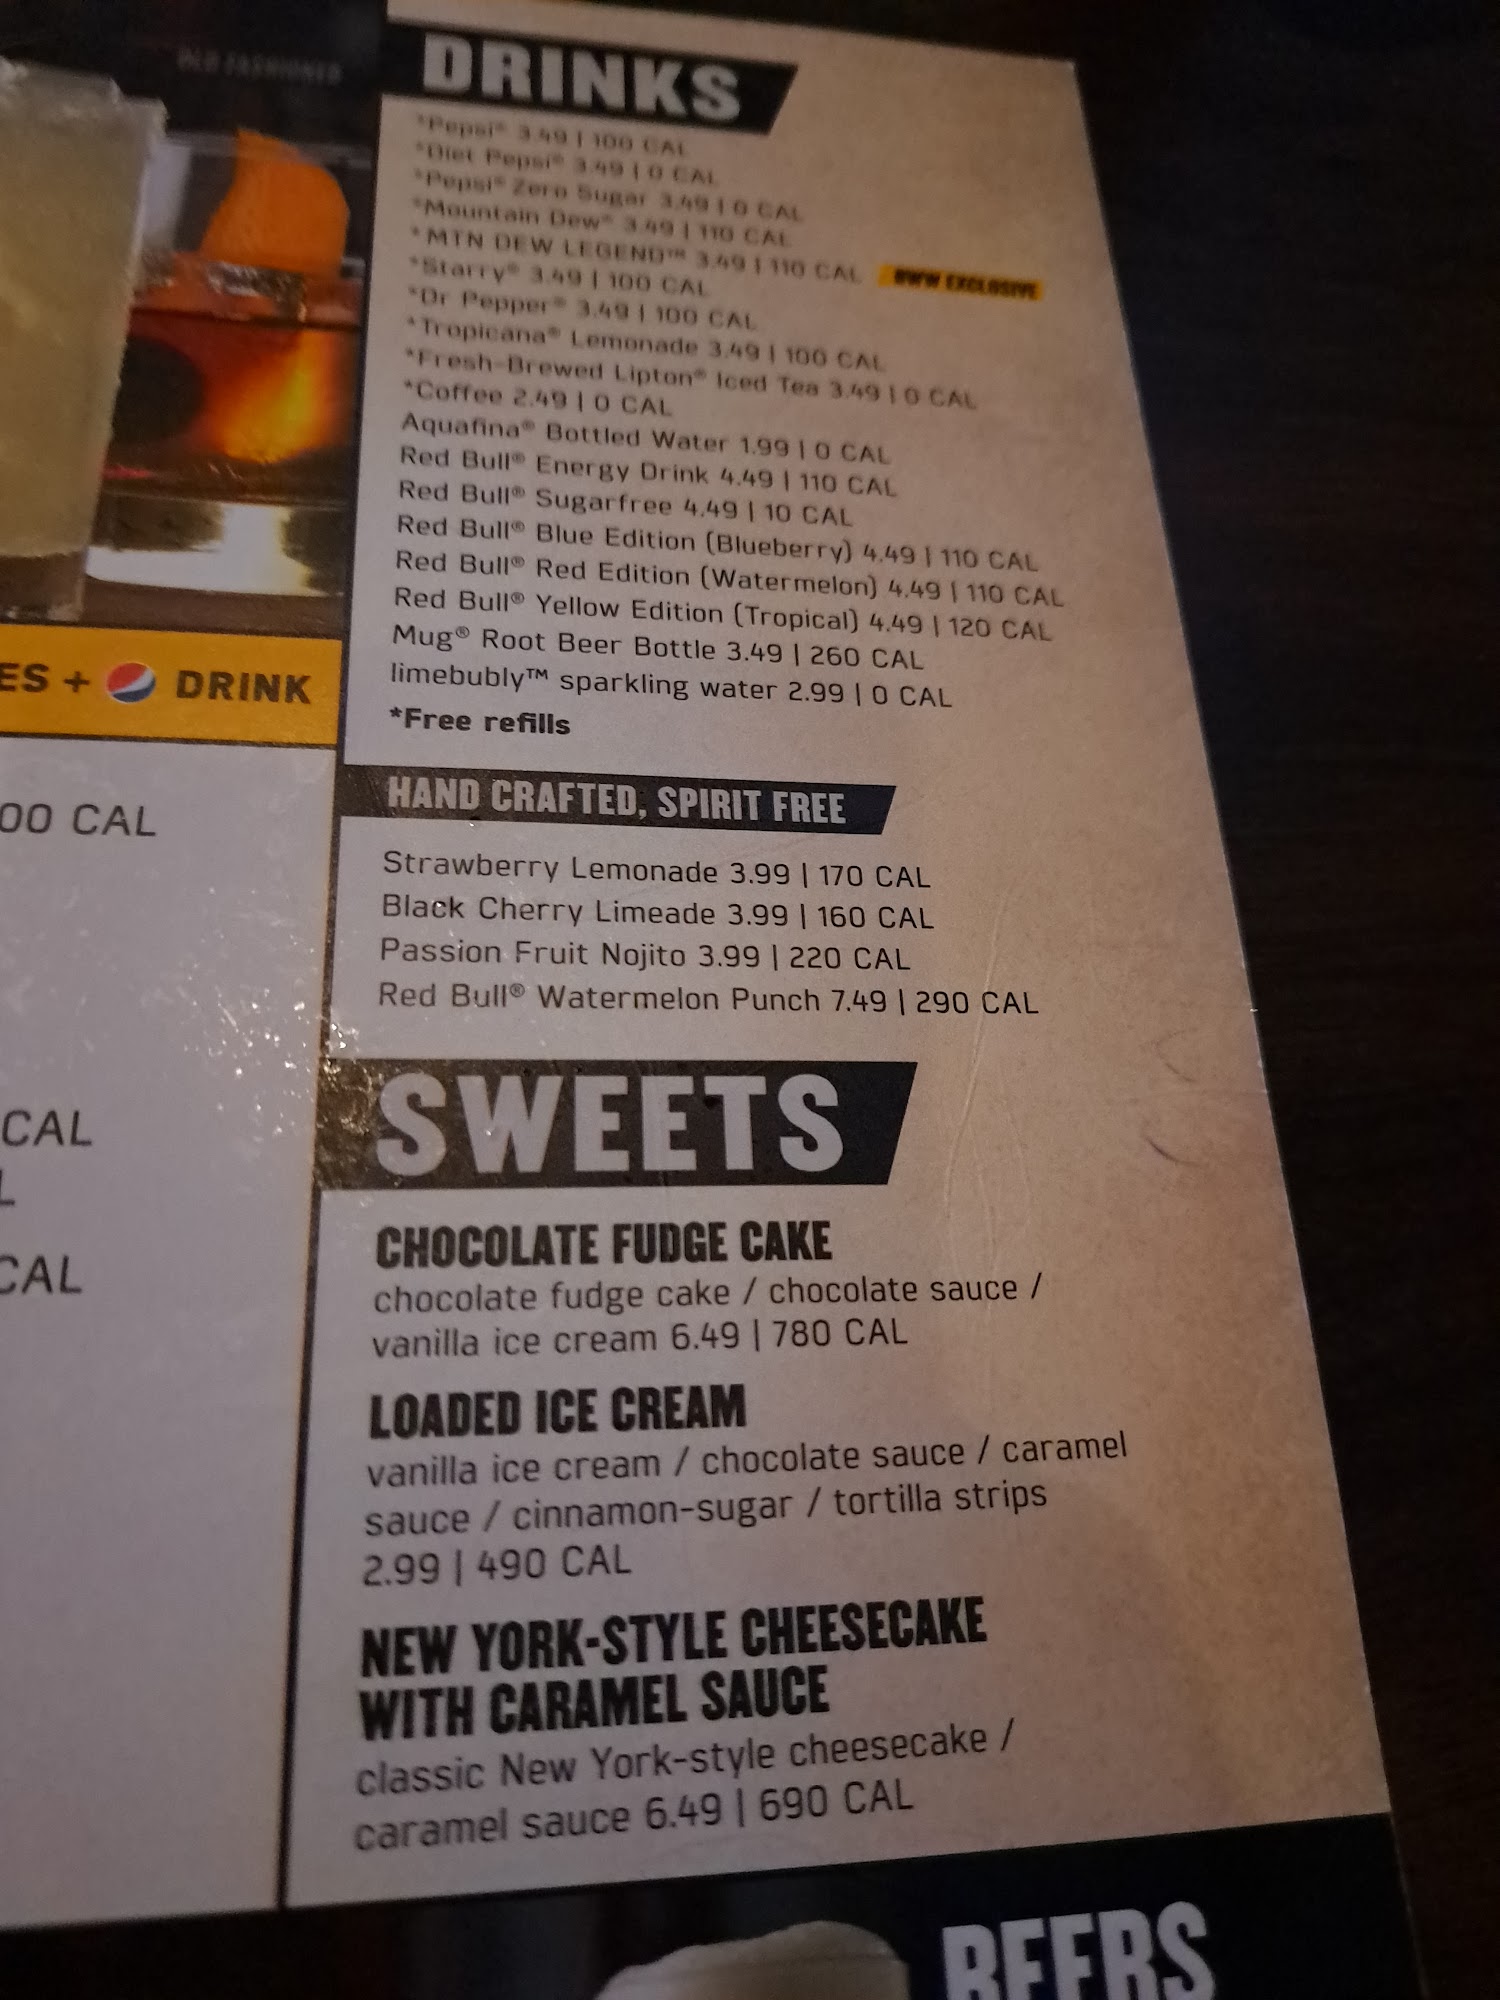 OLD FASHIONED
DRINKS
*Pepsi® 3.49 | 100 CAL
*Diet Pepsi® 3.49 | 0 CAL
*Pepsi® Zero Sugar 3.49 | 0 CAL
*Mountain Dew® 3.49 | 110 CAL
*MTN DEW LEGEND™ 3.49 | 110 CAL BWW EXCLUSIVE
*Starry® 3.49 | 100 CAL
*Dr Pepper® 3.49 | 100 CAL
*Tropicana® Lemonade 3.49 | 100 CAL
*Fresh-Brewed Lipton® Iced Tea 3.49 | 0 CAL
*Coffee 2.49 | 0 CAL
Aquafina® Bottled Water 1.99 | 0 CAL
Red Bull® Energy Drink 4.49 | 110 CAL
Red Bull® Sugarfree 4.49 | 10 CAL
Red Bull® Blue Edition (Blueberry) 4.49 | 110 CAL
Red Bull® Red Edition (Watermelon) 4.49 | 110 CAL
Red Bull® Yellow Edition (Tropical) 4.49 | 120 CAL
Mug® Root Beer Bottle 3.49 | 260 CAL
limebubly™ sparkling water 2.99 | 0 CAL
*Free refills
HAND CRAFTED, SPIRIT FREE
Strawberry Lemonade 3.99 | 170 CAL
Black Cherry Limeade 3.99 | 160 CAL
Passion Fruit Nojito 3.99 | 220 CAL
Red Bull® Watermelon Punch 7.49 | 290 CAL
SWEETS
CHOCOLATE FUDGE CAKE
chocolate fudge cake / chocolate sauce /
vanilla ice cream 6.49 | 780 CAL
LOADED ICE CREAM
vanilla ice cream / chocolate sauce / caramel
sauce / cinnamon-sugar / tortilla strips
2.99 | 490 CAL
NEW YORK-STYLE CHEESECAKE
WITH CARAMEL SAUCE
classic New York-style cheesecake /
caramel sauce 6.49 | 690 CAL
BEERS
ES + DRINK
00 CAL
CAL
L
CAL